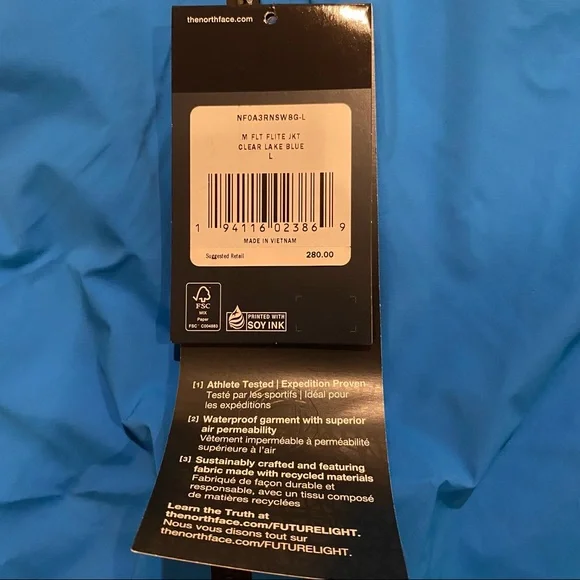 thenorthface.com
NF0A3RNSW8G-L
M FLT FLITE JKT
CLEAR LAKE BLUE
L
1 94116 02386 9
MADE IN VIETNAM
Suggested Retail 280.00
FSC
MIX
Paper
FSC® C004993
PRINTED WITH
SOY INK
[1] Athlete Tested | Expedition Proven
Testé par les sportifs | Idéal pour
les expéditions
[2] Waterproof garment with superior
air permeability
Vêtement imperméable à perméabilité
supérieure à l'air
[3] Sustainably crafted and featuring
fabric made with recycled materials
Fabriqué de façon durable et
responsable, avec un tissu composé
de matières recyclées
Learn the Truth at
thenorthface.com/FUTURELIGHT.
Nous vous disons tout sur
thenorthface.com/FUTURELIGHT.